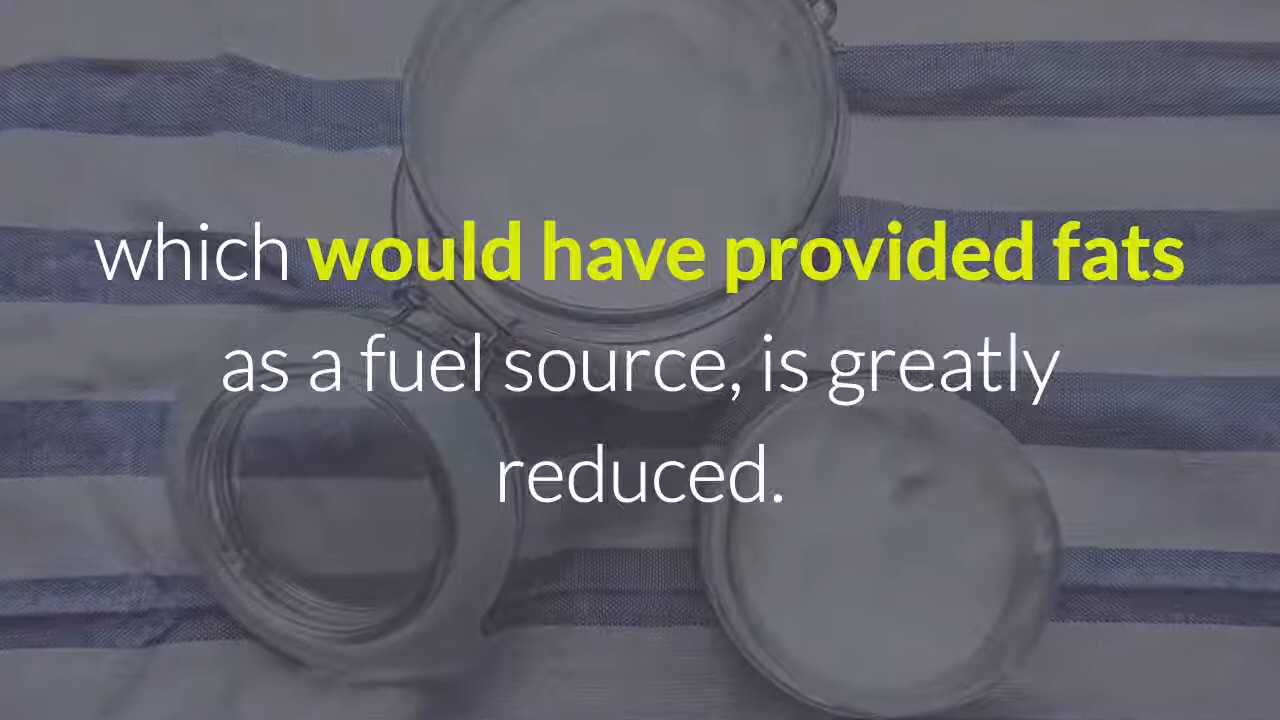 which would have provided fats
as a fuel source, is greatly
reduced.